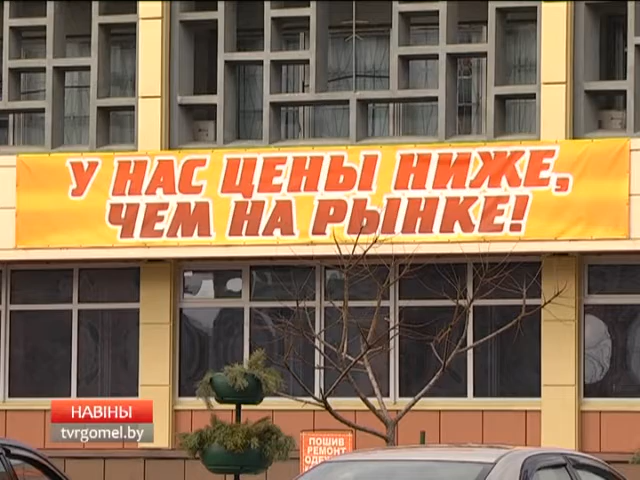 У НАС ЦЕНЫ НИЖЕ,
ЧЕМ НА РЫНКЕ!
НАВІНЫ
tvrgomel.by
ПОШИВ
РЕМОНТ